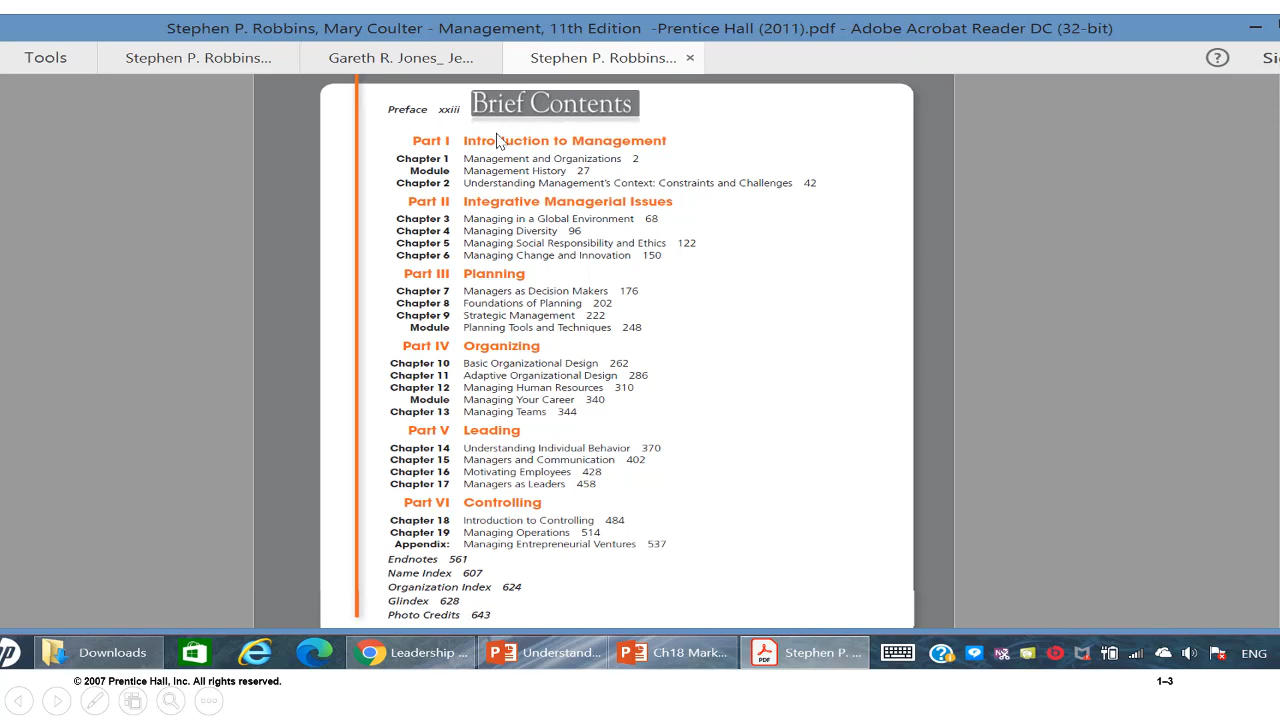 Stephen P. Robbins, Mary Coulter - Management, 11th Edition -Prentice Hall (2011).pdf - Adobe Acrobat Reader DC (32-bit)
Tools Stephen P. Robbins... Gareth R. Jones_ Je... Stephen P. Robbins... × ? Si
Preface xxiii Brief Contents
Part I Introduction to Management
Chapter 1 Management and Organizations 2
Module Management History 27
Chapter 2 Understanding Management's Context: Constraints and Challenges 42
Part II Integrative Managerial Issues
Chapter 3 Managing in a Global Environment 68
Chapter 4 Managing Diversity 96
Chapter 5 Managing Social Responsibility and Ethics 122
Chapter 6 Managing Change and Innovation 150
Part III Planning
Chapter 7 Managers as Decision Makers 176
Chapter 8 Foundations of Planning 202
Chapter 9 Strategic Management 222
Module Planning Tools and Techniques 248
Part IV Organizing
Chapter 10 Basic Organizational Design 262
Chapter 11 Adaptive Organizational Design 286
Chapter 12 Managing Human Resources 310
Module Managing Your Career 340
Chapter 13 Managing Teams 344
Part V Leading
Chapter 14 Understanding Individual Behavior 370
Chapter 15 Managers and Communication 402
Chapter 16 Motivating Employees 428
Chapter 17 Managers as Leaders 458
Part VI Controlling
Chapter 18 Introduction to Controlling 484
Chapter 19 Managing Operations 514
Appendix: Managing Entrepreneurial Ventures 537
Endnotes 561
Name Index 607
Organization Index 624
Glindex 628
Photo Credits 643
hp Downloads Leadership ... Understand... Ch18 Mark... PDF Stephen P. ... ENG
© 2007 Prentice Hall, Inc. All rights reserved. 1–3